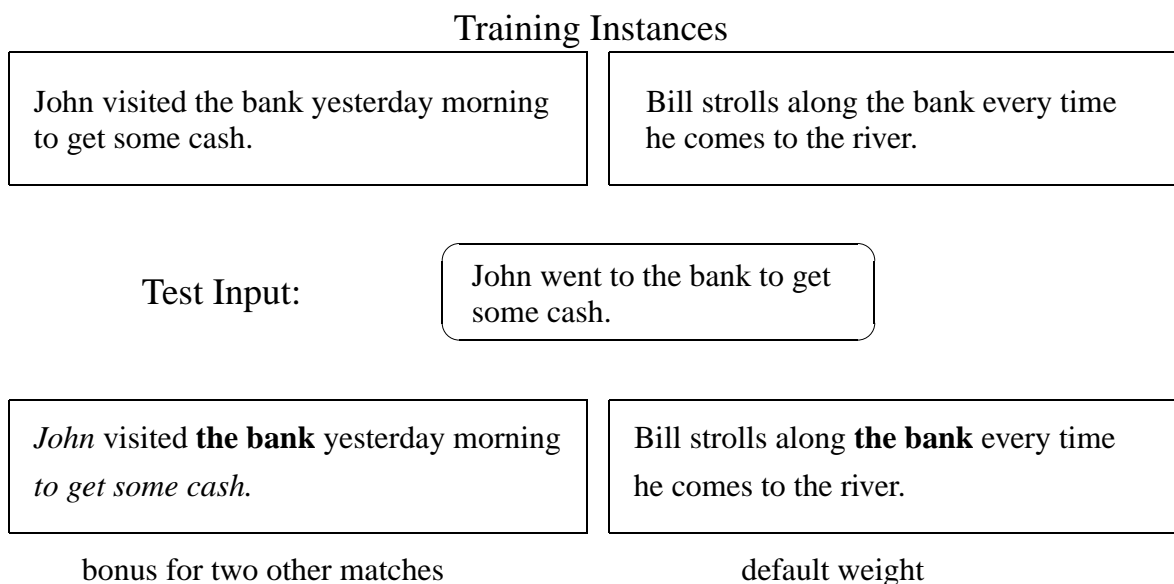 Training Instances
John visited the bank yesterday morning
to get some cash.
Bill strolls along the bank every time
he comes to the river.
Test Input:
John went to the bank to get
some cash.
John visited the bank yesterday morning
to get some cash.
Bill strolls along the bank every time
he comes to the river.
bonus for two other matches
default weight